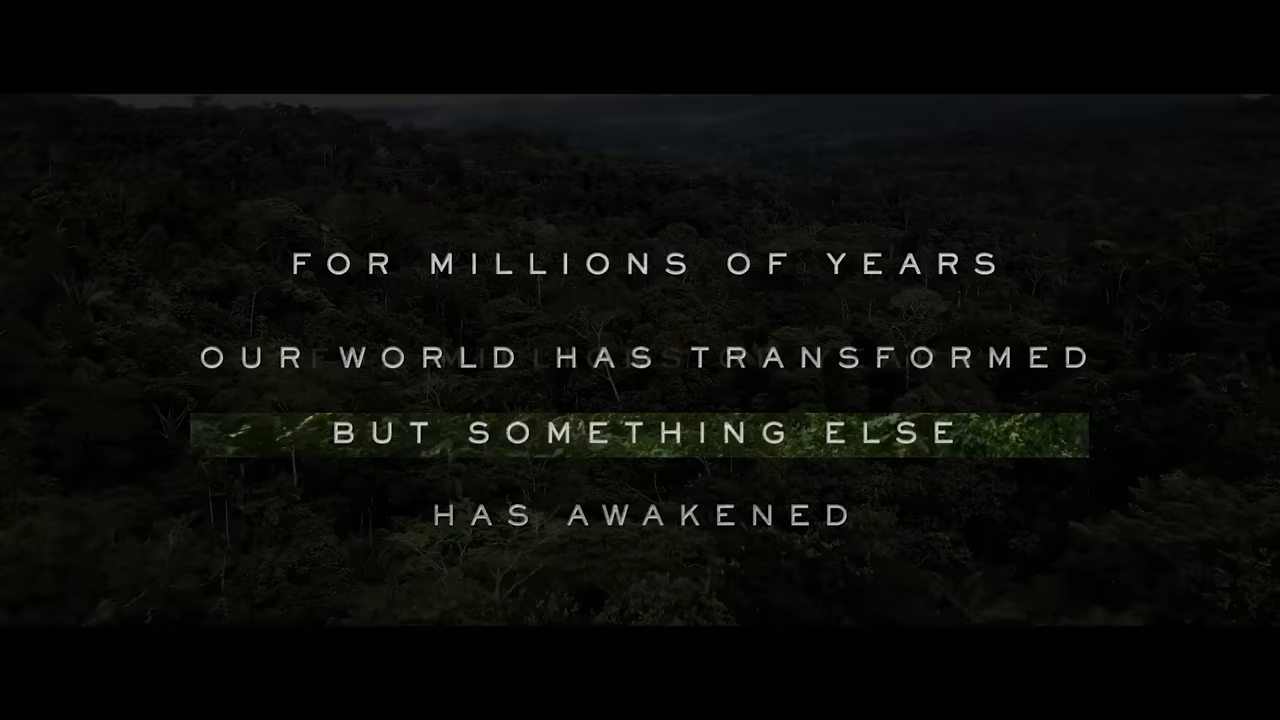 FOR MILLIONS OF YEARS
OUR WORLD HAS TRANSFORMED
BUT SOMETHING ELSE
HAS AWAKENED